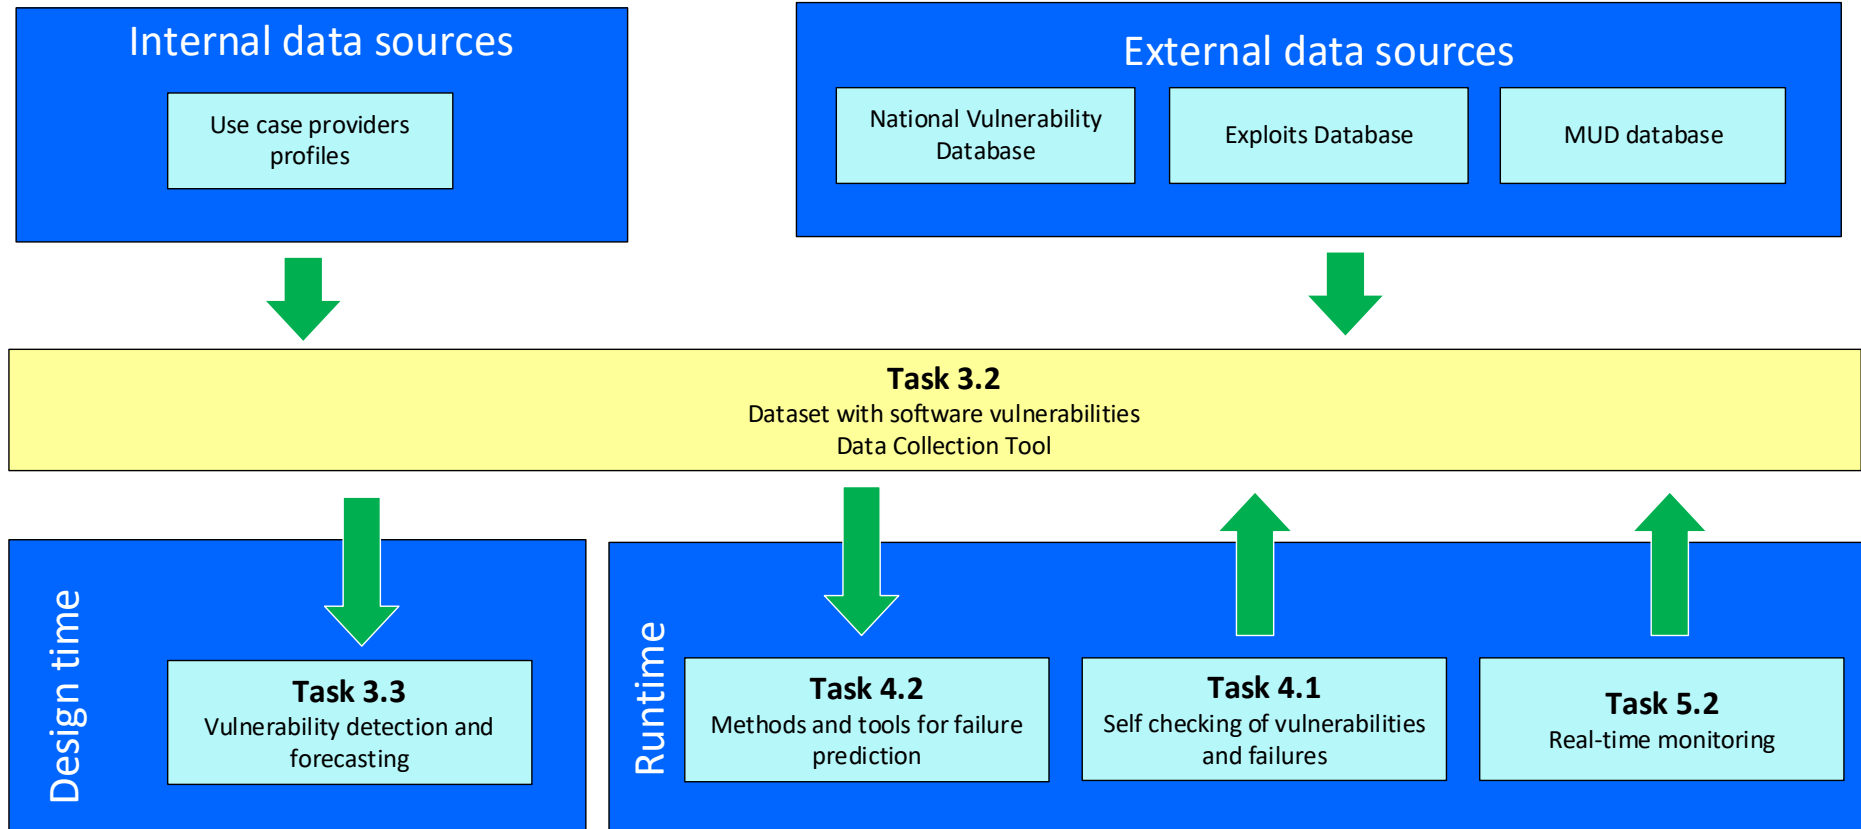 Internal data sources
Use case providers
profiles
External data sources
National Vulnerability
Database
Exploits Database
MUD database
Task 3.2
Dataset with software vulnerabilities
Data Collection Tool
Design time
Task 3.3
Vulnerability detection and
forecasting
Runtime
Task 4.2
Methods and tools for failure
prediction
Task 4.1
Self checking of vulnerabilities
and failures
Task 5.2
Real-time monitoring